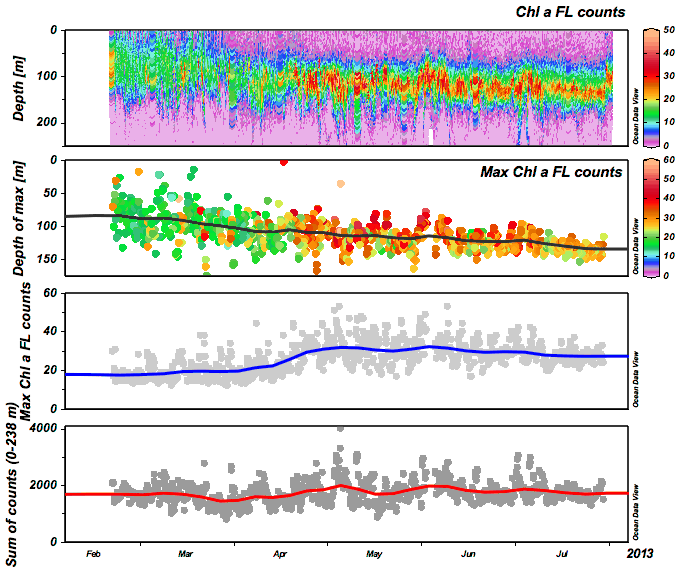 Chl a FL counts
Depth [m]
0
100
200
50
40
30
20
10
0
Ocean Data View
Max Chl a FL counts
Depth of max [m]
0
50
100
150
60
50
40
30
20
10
0
Ocean Data View
Max Chl a FL counts
60
40
20
0
Ocean Data View
Sum of counts (0-238 m)
4000
2000
0
Ocean Data View
Feb Mar Apr May Jun Jul 2013